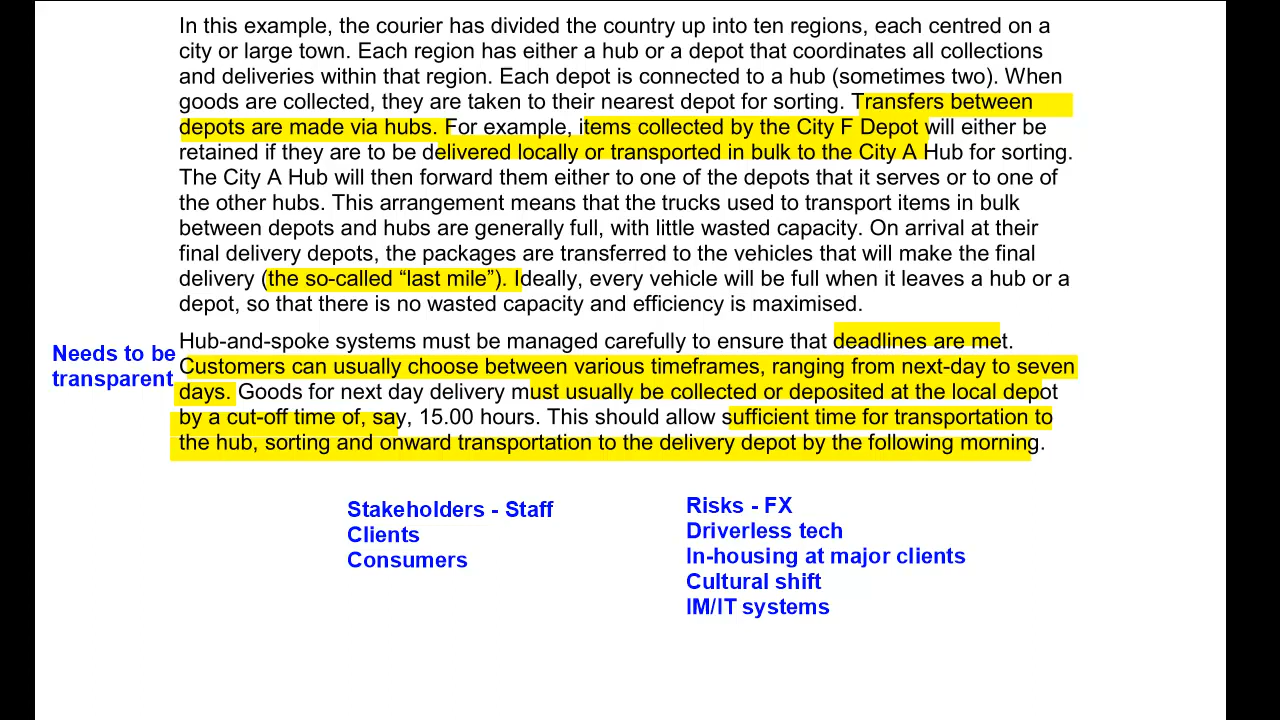 In this example, the courier has divided the country up into ten regions, each centred on a
city or large town. Each region has either a hub or a depot that coordinates all collections
and deliveries within that region. Each depot is connected to a hub (sometimes two). When
goods are collected, they are taken to their nearest depot for sorting. Transfers between
depots are made via hubs. For example, items collected by the City F Depot will either be
retained if they are to be delivered locally or transported in bulk to the City A Hub for sorting.
The City A Hub will then forward them either to one of the depots that it serves or to one of
the other hubs. This arrangement means that the trucks used to transport items in bulk
between depots and hubs are generally full, with little wasted capacity. On arrival at their
final delivery depots, the packages are transferred to the vehicles that will make the final
delivery (the so-called “last mile”). Ideally, every vehicle will be full when it leaves a hub or a
depot, so that there is no wasted capacity and efficiency is maximised.
Hub-and-spoke systems must be managed carefully to ensure that deadlines are met.
Customers can usually choose between various timeframes, ranging from next-day to seven
days. Goods for next day delivery must usually be collected or deposited at the local depot
by a cut-off time of, say, 15.00 hours. This should allow sufficient time for transportation to
the hub, sorting and onward transportation to the delivery depot by the following morning.
Needs to be
transparent
Stakeholders - Staff
Clients
Consumers
Risks - FX
Driverless tech
In-housing at major clients
Cultural shift
IM/IT systems